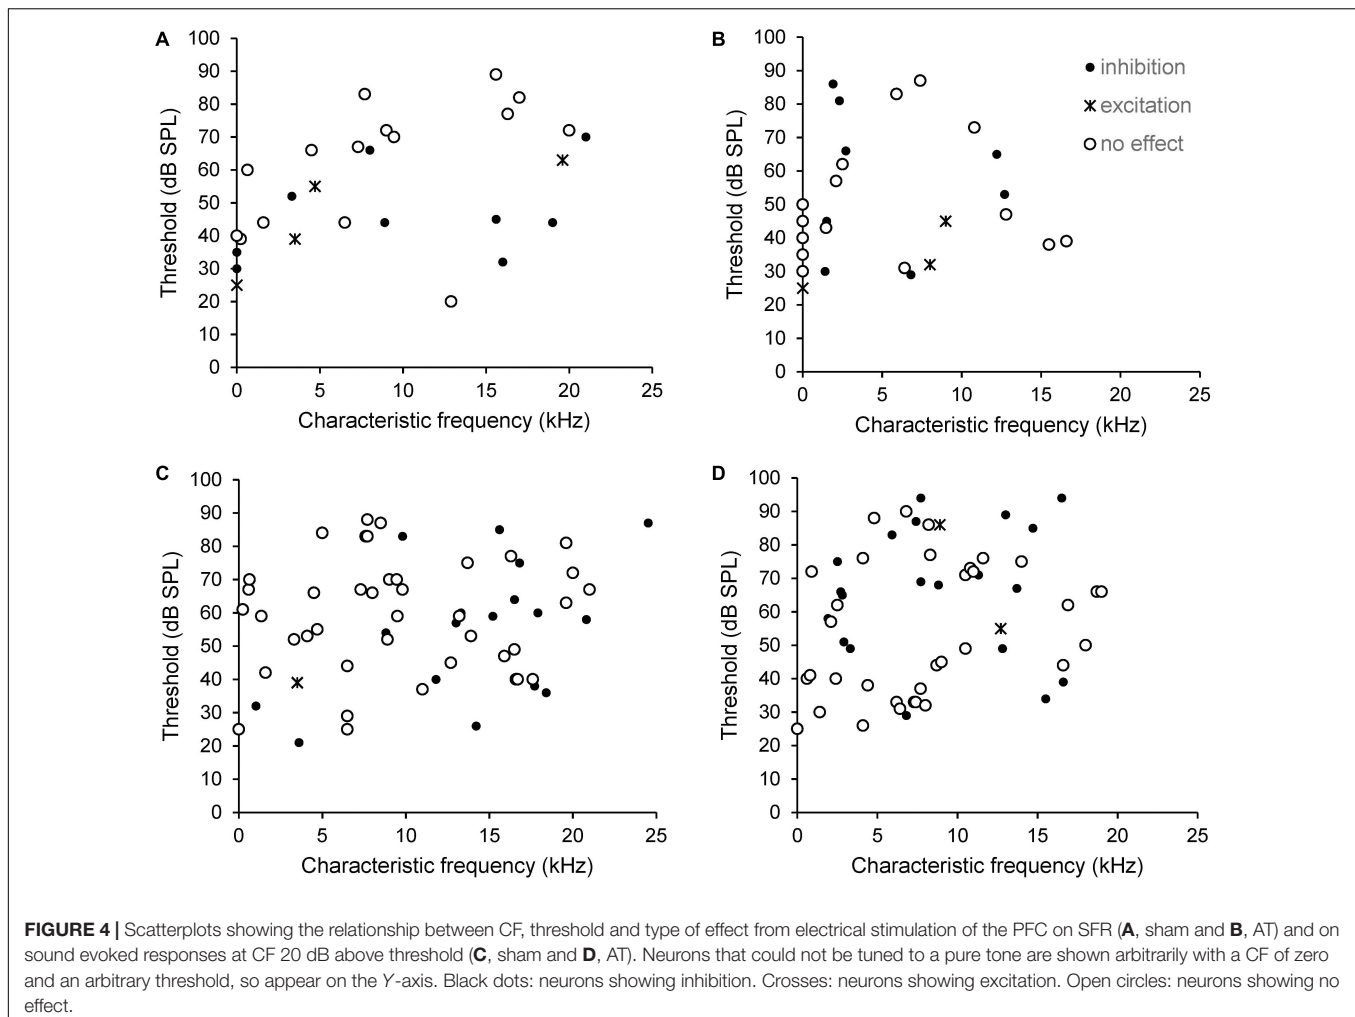 A
100
90
80
70
60
50
40
30
20
10
0
Threshold (dB SPL)
0 5 10 15 20 25
Characteristic frequency (kHz)
B
100
90
80
70
60
50
40
30
20
10
0
Threshold (dB SPL)
0 5 10 15 20 25
Characteristic frequency (kHz)
inhibition
excitation
no effect
C
100
90
80
70
60
50
40
30
20
10
0
Threshold (dB SPL)
0 5 10 15 20 25
Characteristic frequency (kHz)
D
100
90
80
70
60
50
40
30
20
10
0
Threshold (dB SPL)
0 5 10 15 20 25
Characteristic frequency (kHz)
FIGURE 4 | Scatterplots showing the relationship between CF, threshold and type of effect from electrical stimulation of the PFC on SFR (A, sham and B, AT) and on
sound evoked responses at CF 20 dB above threshold (C, sham and D, AT). Neurons that could not be tuned to a pure tone are shown arbitrarily with a CF of zero
and an arbitrary threshold, so appear on the Y-axis. Black dots: neurons showing inhibition. Crosses: neurons showing excitation. Open circles: neurons showing no
effect.